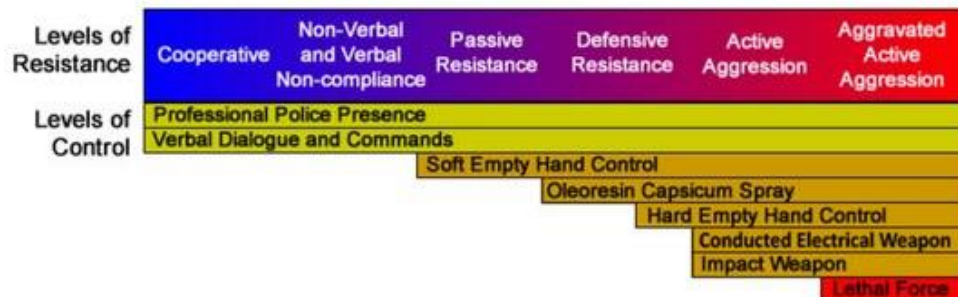 Levels of
Resistance
Cooperative
Non-Verbal
and Verbal
Non-compliance
Passive
Resistance
Defensive
Resistance
Active
Aggression
Aggravated
Active
Aggression
Levels of
Control
Professional Police Presence
Verbal Dialogue and Commands
Soft Empty Hand Control
Oleoresin Capsicum Spray
Hard Empty Hand Control
Conducted Electrical Weapon
Impact Weapon
Lethal Force